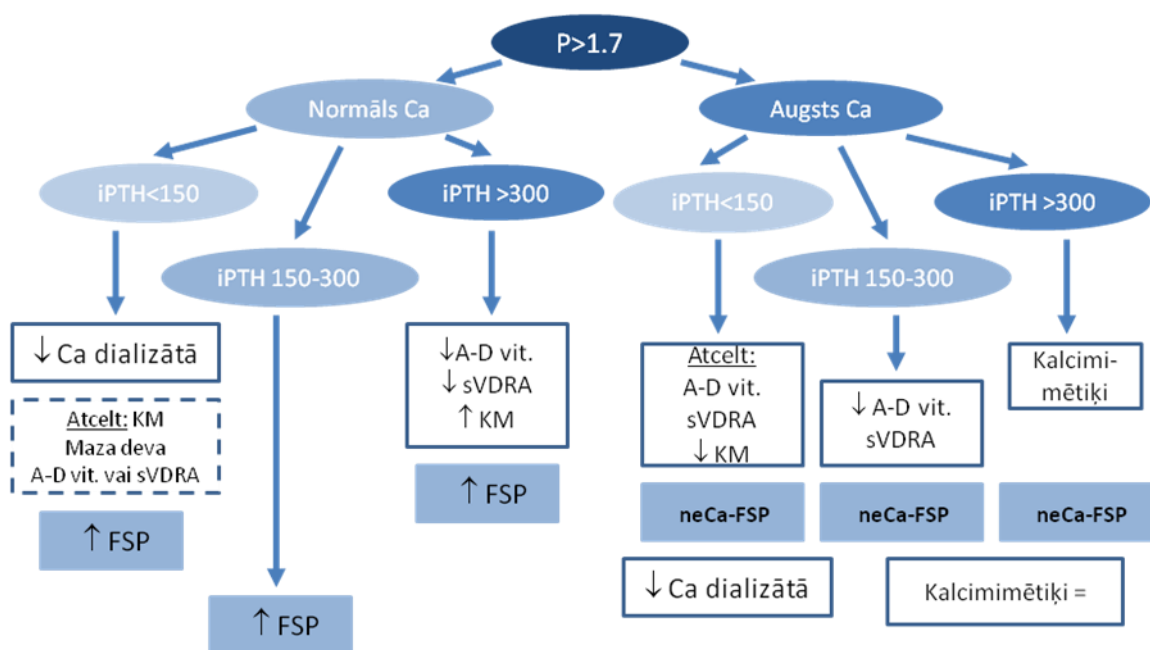 P>1.7
Normāls Ca
Augsts Ca
iPTH<150
iPTH >300
iPTH<150
iPTH >300
iPTH 150-300
iPTH 150-300
↓ Ca dializātā
Atcelt: KM
Maza deva
A-D vit. vai sVDRA
↑ FSP
↑ FSP
↓A-D vit.
↓ sVDRA
↑ KM
↑ FSP
Atcelt:
A-D vit.
sVDRA
↓ KM
neCa-FSP
↓ Ca dializātā
↓ A-D vit.
sVDRA
neCa-FSP
Kalcimi-
mētiķi
neCa-FSP
Kalcimimētiķi =